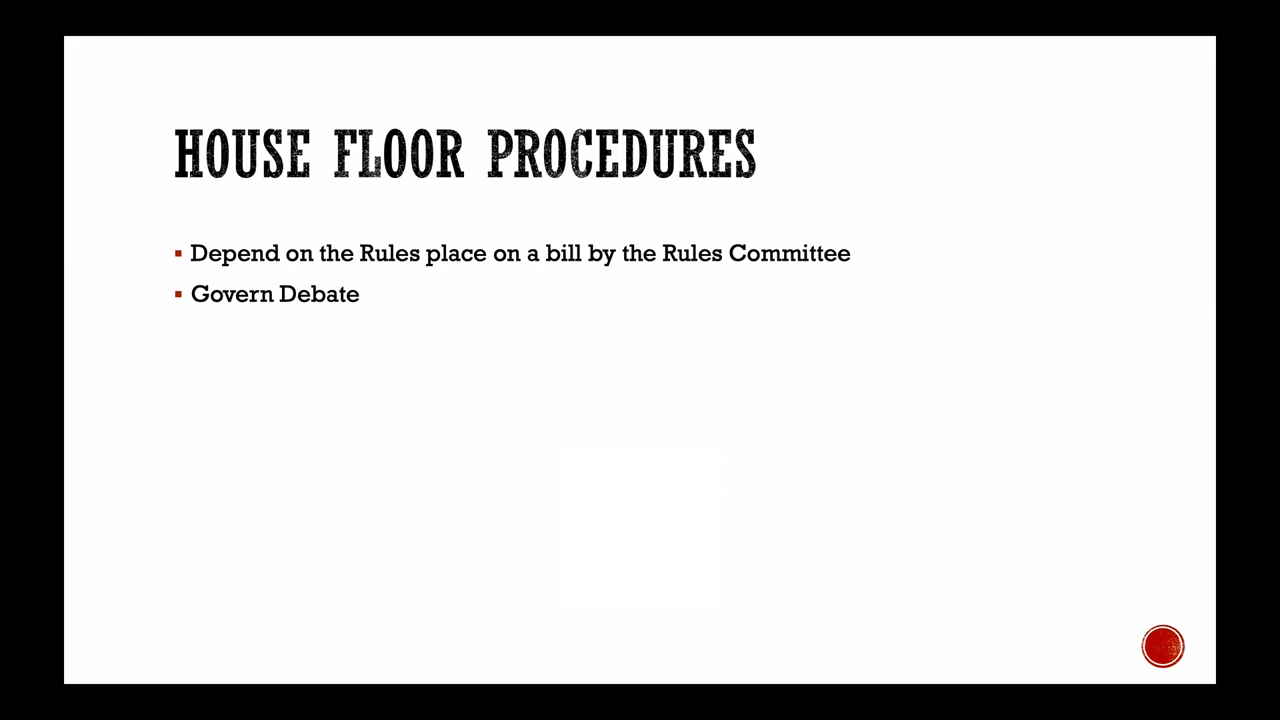 HOUSE FLOOR PROCEDURES
Depend on the Rules place on a bill by the Rules Committee
Govern Debate